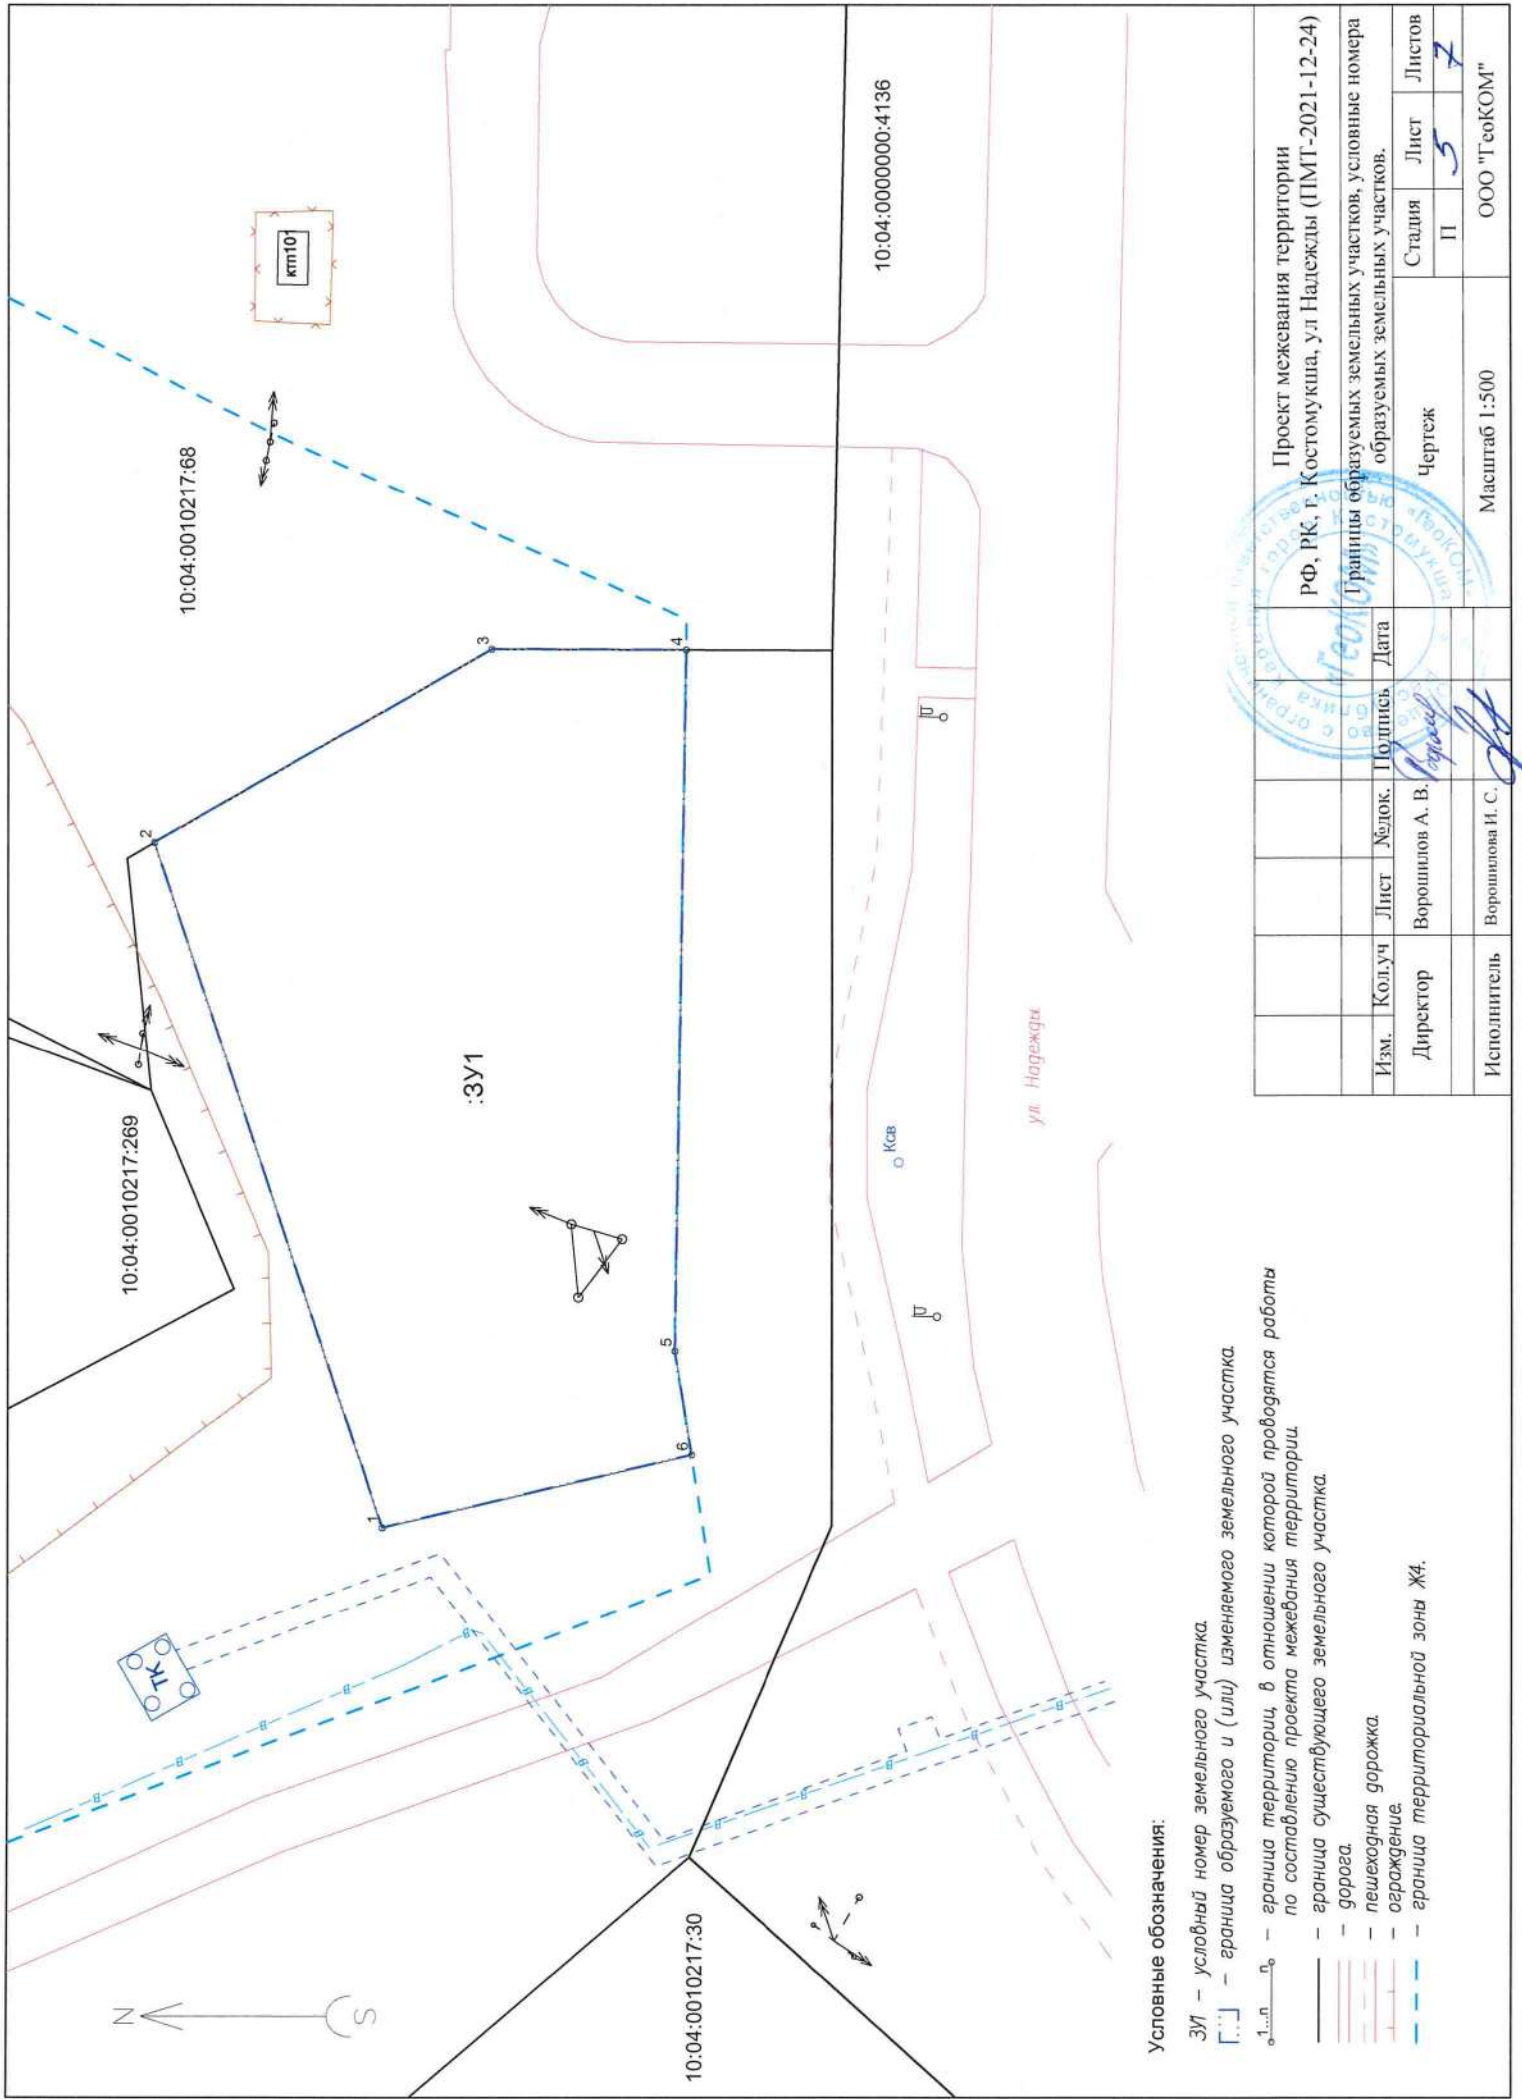 N
S
10:04:0010217:269
10:04:0010217:68
10:04:0010217:30
10:04:0000000:4136
ктп101
ТК
:ЗУ1
1
2
3
4
5
6
В
В
В
В
В
В
В
В
В
В
В
В
Ксв
ул. Надежды
Условные обозначения:
ЗУ1 – условный номер земельного участка.
– граница образуемого и (или) изменяемого земельного участка.
1...n n – граница территории, в отношении которой проводятся работы
по составлению проекта межевания территории.
– граница существующего земельного участка.
– дорога.
– пешеходная дорожка.
– ограждение.
– граница территориальной зоны Ж4.
Проект межевания территории
РФ, РК, г. Костомукша, ул Надежды (ПМТ-2021-12-24)
Границы образуемых земельных участков, условные номера
образуемых земельных участков.
Изм. Кол.уч Лист №док. Подпись Дата
Директор Ворошилов А. В.
Исполнитель Ворошилова И. С.
Чертеж
Стадия Лист Листов
П 5 7
Масштаб 1:500
ООО "ГеоКОМ"
«ГеоКОМ»